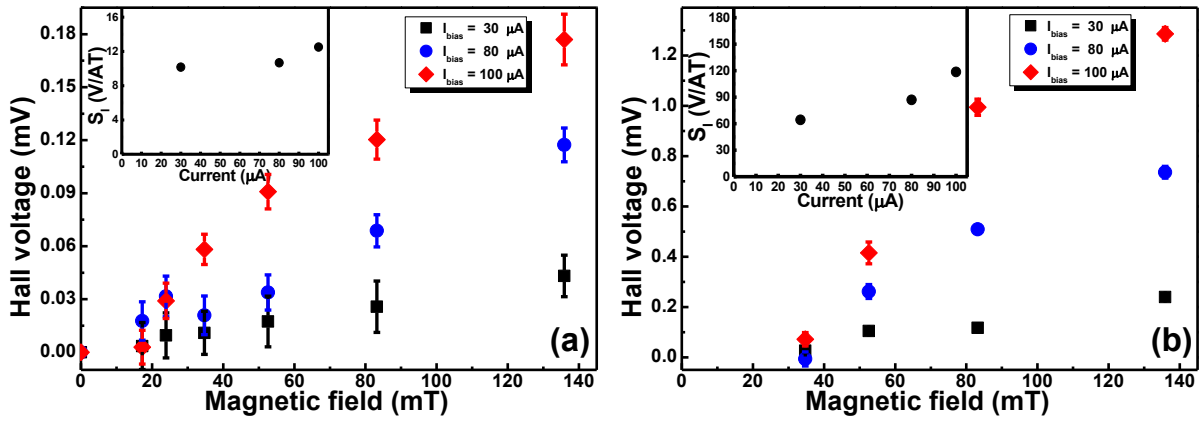 0.18
0.15
0.12
0.09
0.06
0.03
0.00
Hall voltage (mV)
0 20 40 60 80 100 120 140
Magnetic field (mT)
16
12
8
4
0
S_I (V/AT)
0 10 20 30 40 50 60 70 80 90 100
Current (µA)
I_bias = 30 µA
I_bias = 80 µA
I_bias = 100 µA
(a)
1.2
1.0
0.8
0.6
0.4
0.2
0.0
Hall voltage (mV)
0 20 40 60 80 100 120 140
Magnetic field (mT)
180
150
120
90
60
30
0
S_I (V/AT)
0 10 20 30 40 50 60 70 80 90 100
Current (µA)
I_bias = 30 µA
I_bias = 80 µA
I_bias = 100 µA
(b)